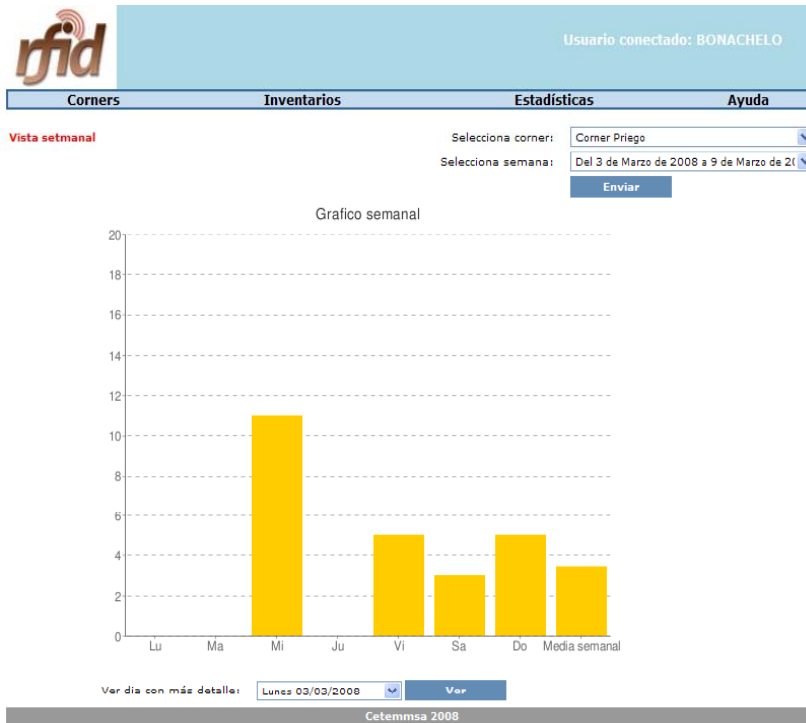 rfid
Usuario conectado: BONACHELO
Corners Inventarios Estadísticas Ayuda
Vista setmanal
Selecciona corner: Corner Priego
Selecciona semana: Del 3 de Marzo de 2008 a 9 de Marzo de 20
Enviar
Grafico semanal
20
18
16
14
12
10
8
6
4
2
0
Lu Ma Mi Ju Vi Sa Do Media semanal
Ver dia con más detalle: Lunes 03/03/2008 Ver
Cetemmsa 2008